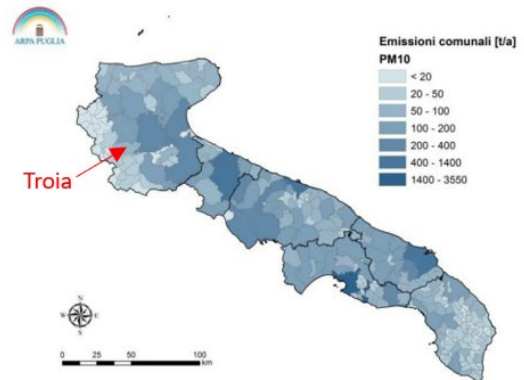 ARPA PUGLIA
Emissioni comunali [t/a]
PM10
< 20
20 - 50
50 - 100
100 - 200
200 - 400
400 - 1400
1400 - 3550
Troia
N
W E
S
0 25 50 100
km